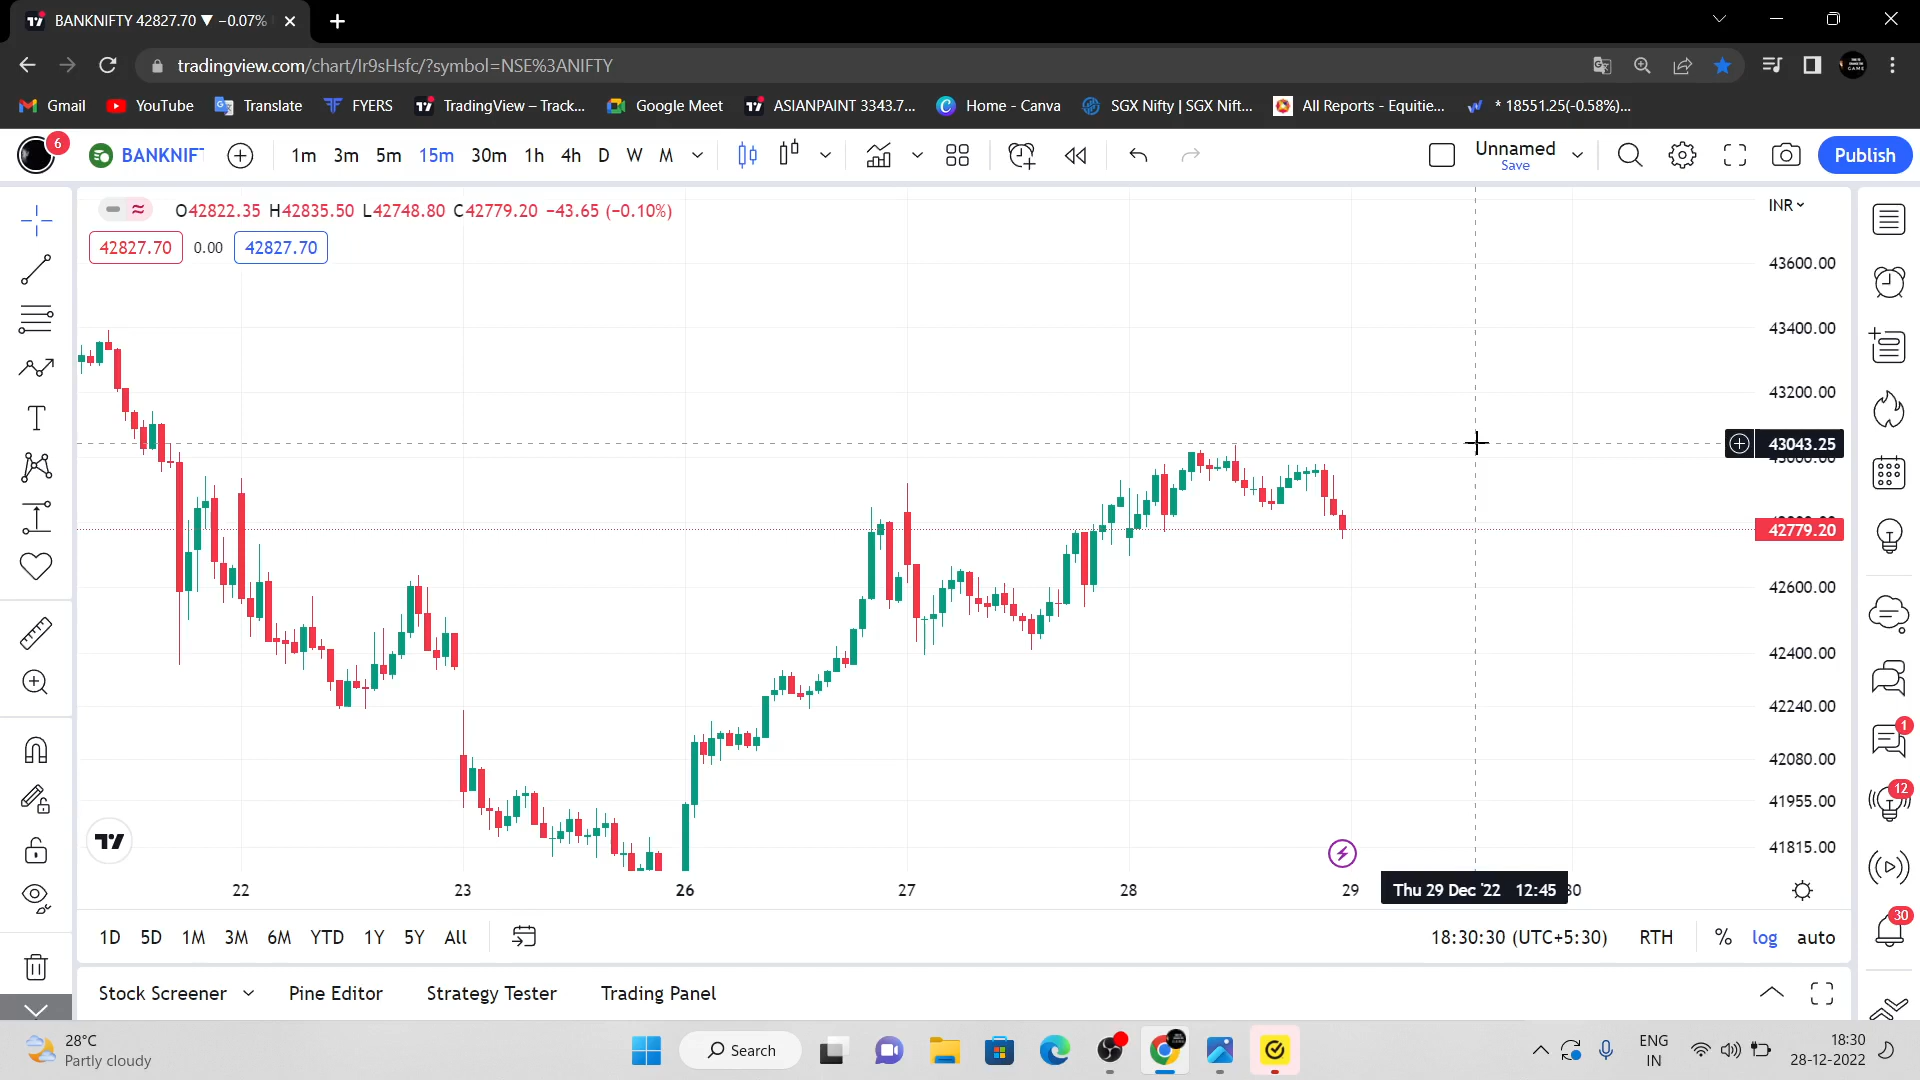 BANKNIFTY 42827.70 ▼ −0.07%
tradingview.com/chart/Ir9sHsfc/?symbol=NSE%3ANIFTY
Gmail YouTube Translate FYERS TradingView – Track... Google Meet ASIANPAINT 3343.7... Home - Canva SGX Nifty | SGX Nift... All Reports - Equitie... * 18551.25(-0.58%)...
6 BANKNIF 1m 3m 5m 15m 30m 1h 4h D W M Unnamed Publish
Save
O42822.35 H42835.50 L42748.80 C42779.20 −43.65 (−0.10%) INR
42827.70 0.00 42827.70
43600.00
43400.00
43200.00
43043.25
42779.20
42600.00
42400.00
42240.00
42080.00
41955.00
41815.00
22 23 26 27 28 29 Thu 29 Dec '22 12:45
1D 5D 1M 3M 6M YTD 1Y 5Y All 18:30:30 (UTC+5:30) RTH % log auto
1
12
30
Stock Screener Pine Editor Strategy Tester Trading Panel
28°C
Partly cloudy
Search
ENG
IN
18:30
28-12-2022